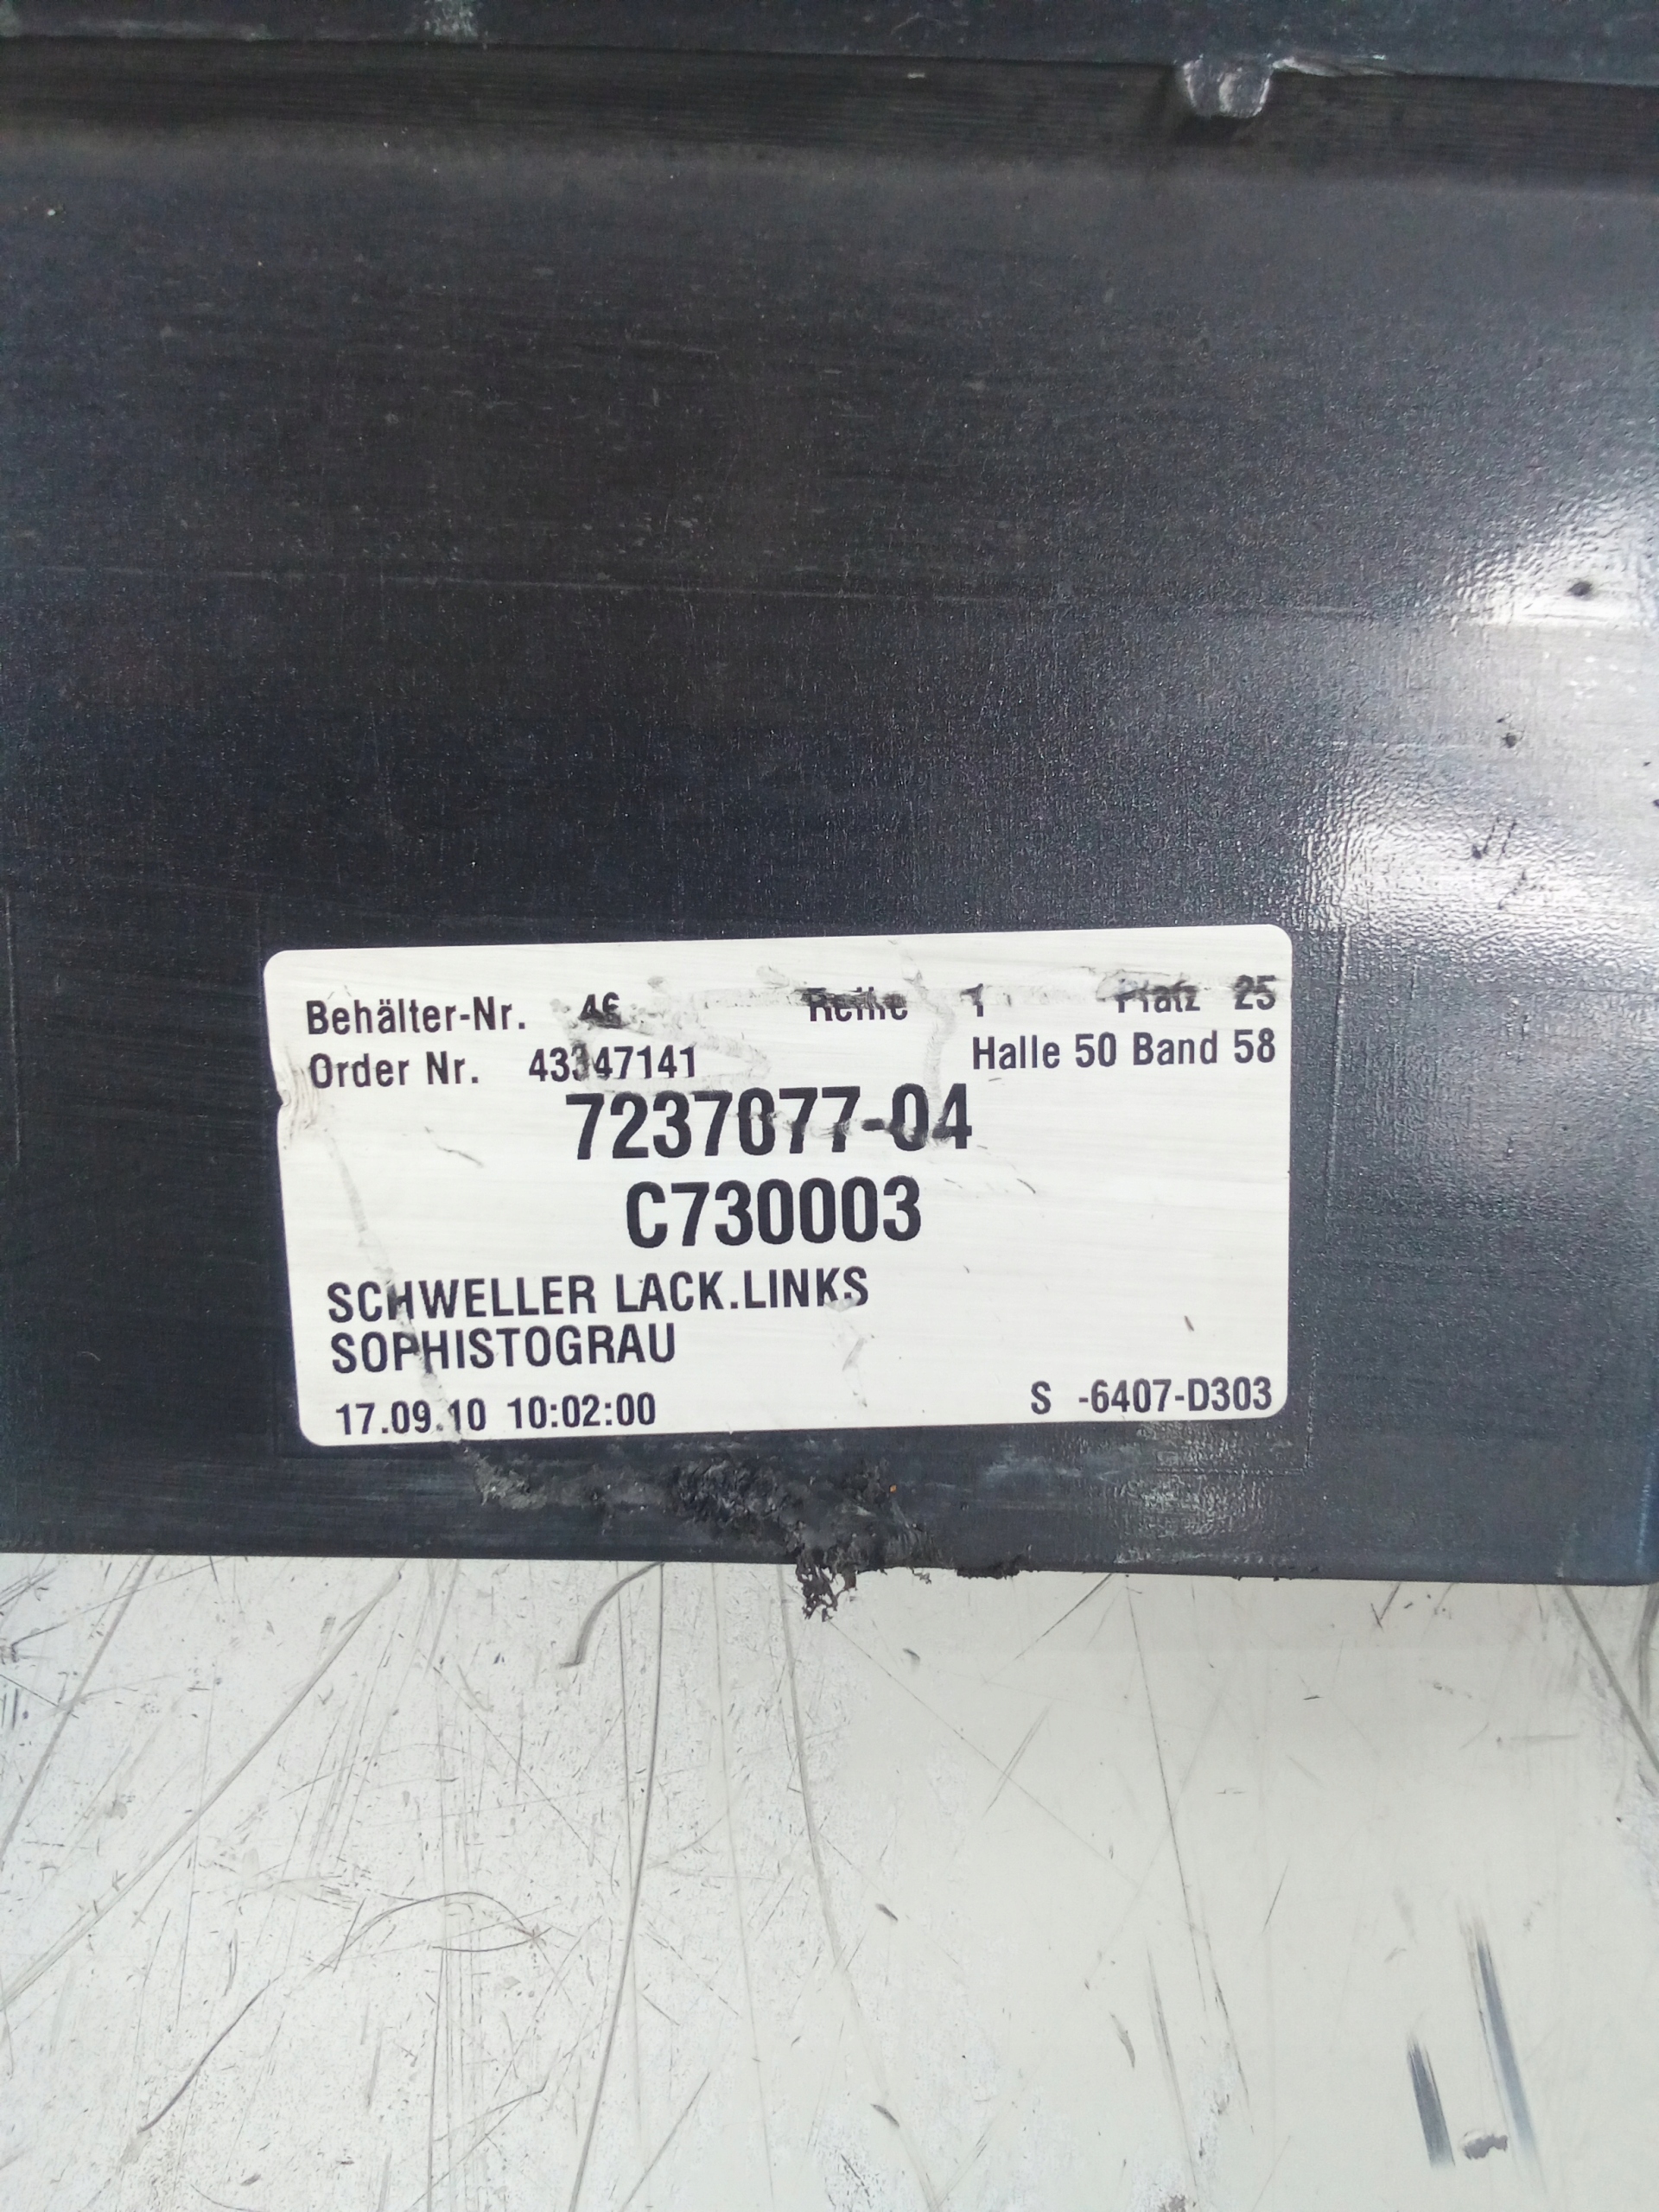 Behälter-Nr. 46 Reihe 1 Platz 25
Order Nr. 43347141 Halle 50 Band 58
7237077-04
C730003
SCHWELLER LACK.LINKS
SOPHISTOGRAU
17.09.10 10:02:00 S -6407-D303